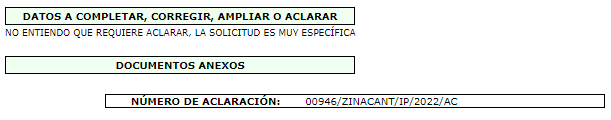 DATOS A COMPLETAR, CORREGIR, AMPLIAR O ACLARAR
NO ENTIENDO QUE REQUIERE ACLARAR, LA SOLICITUD ES MUY ESPECÍFICA
DOCUMENTOS ANEXOS
NÚMERO DE ACLARACIÓN: 00946/ZINACANT/IP/2022/AC